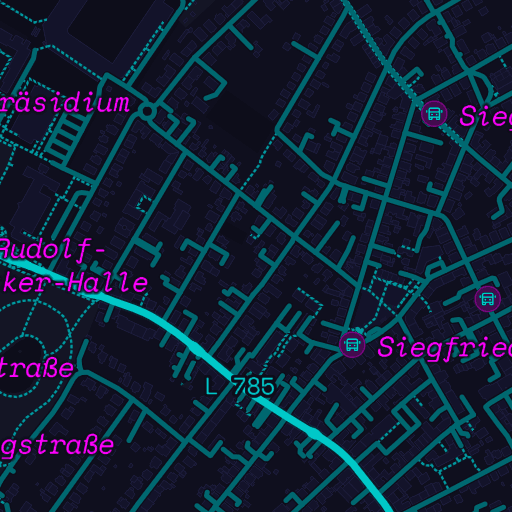 räsidium
Sieg
Rudolf-
ker-Halle
Siegfried
traße
L 785
gstraße